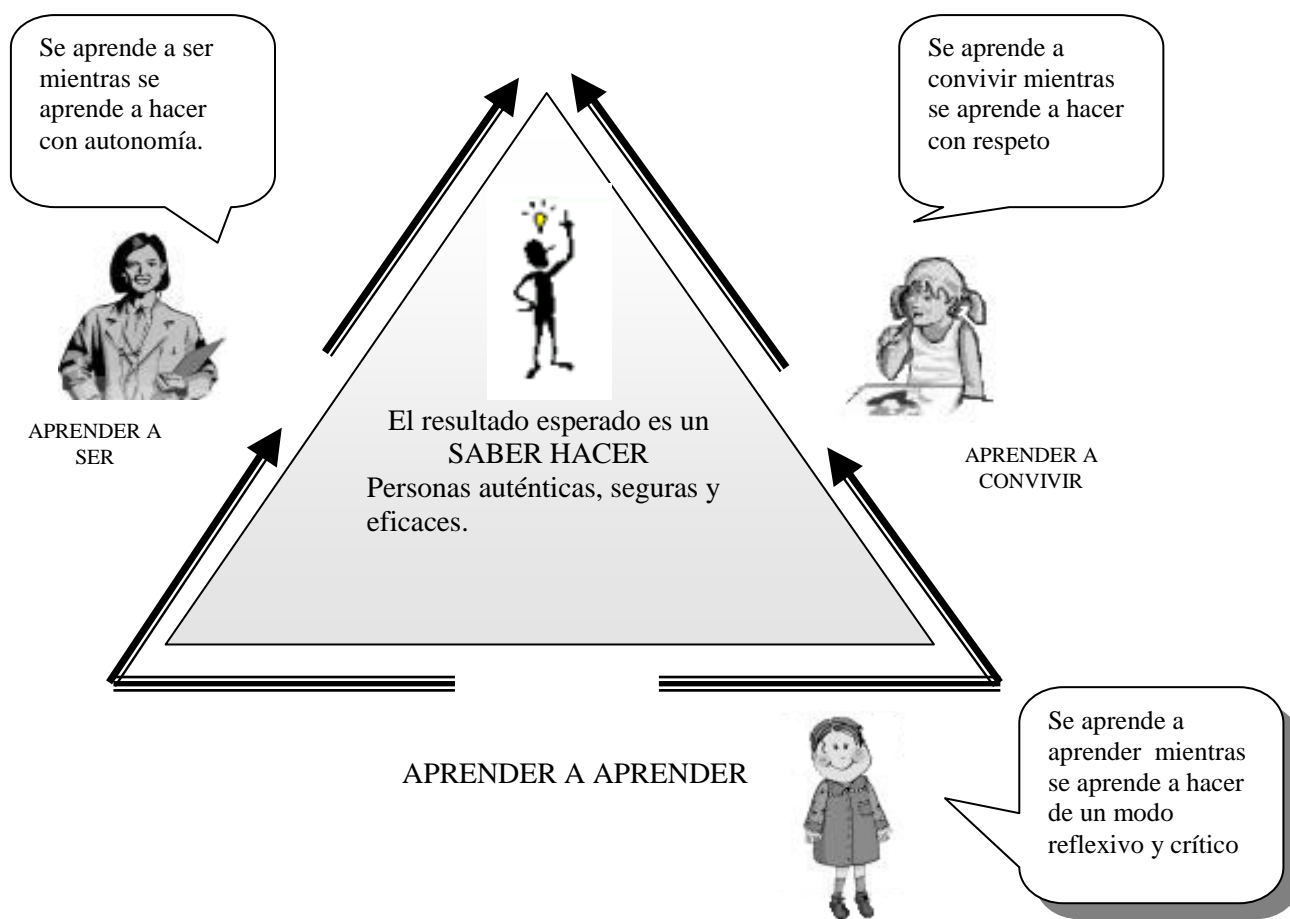 Se aprende a ser
mientras se
aprende a hacer
con autonomía.
Se aprende a
convivir mientras
se aprende a hacer
con respeto
APRENDER A
SER
El resultado esperado es un
SABER HACER
Personas auténticas, seguras y
eficaces.
APRENDER A
CONVIVIR
APRENDER A APRENDER
Se aprende a
aprender mientras
se aprende a hacer
de un modo
reflexivo y crítico